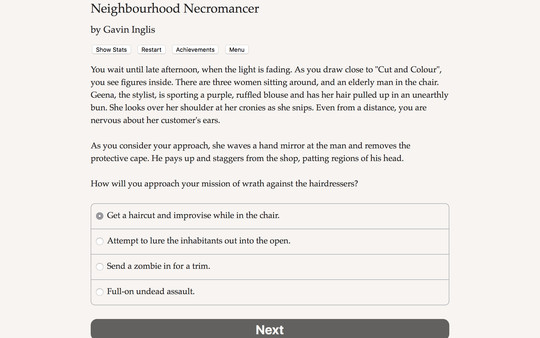 Neighbourhood Necromancer
by Gavin Inglis
Show Stats Restart Achievements Menu
You wait until late afternoon, when the light is fading. As you draw close to "Cut and Colour",
you see figures inside. There are three women sitting around, and an elderly man in the chair.
Geena, the stylist, is sporting a purple, ruffled blouse and has her hair pulled up in an unearthly
bun. She looks over her shoulder at her cronies as she snips. Even from a distance, you are
nervous about her customer's ears.
As you consider your approach, she waves a hand mirror at the man and removes the
protective cape. He pays up and staggers from the shop, patting regions of his head.
How will you approach your mission of wrath against the hairdressers?
Get a haircut and improvise while in the chair.
Attempt to lure the inhabitants out into the open.
Send a zombie in for a trim.
Full-on undead assault.
Next